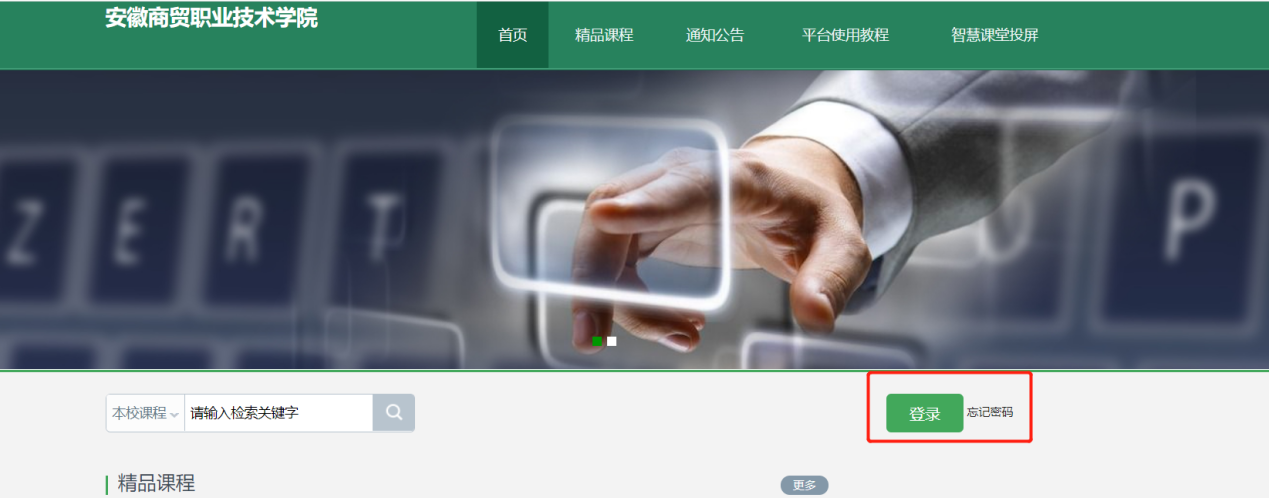 安徽商贸职业技术学院
首页 精品课程 通知公告 平台使用教程 智慧课堂投屏
Z E R T O P
本校课程 请输入检索关键字
登录 忘记密码
精品课程 更多